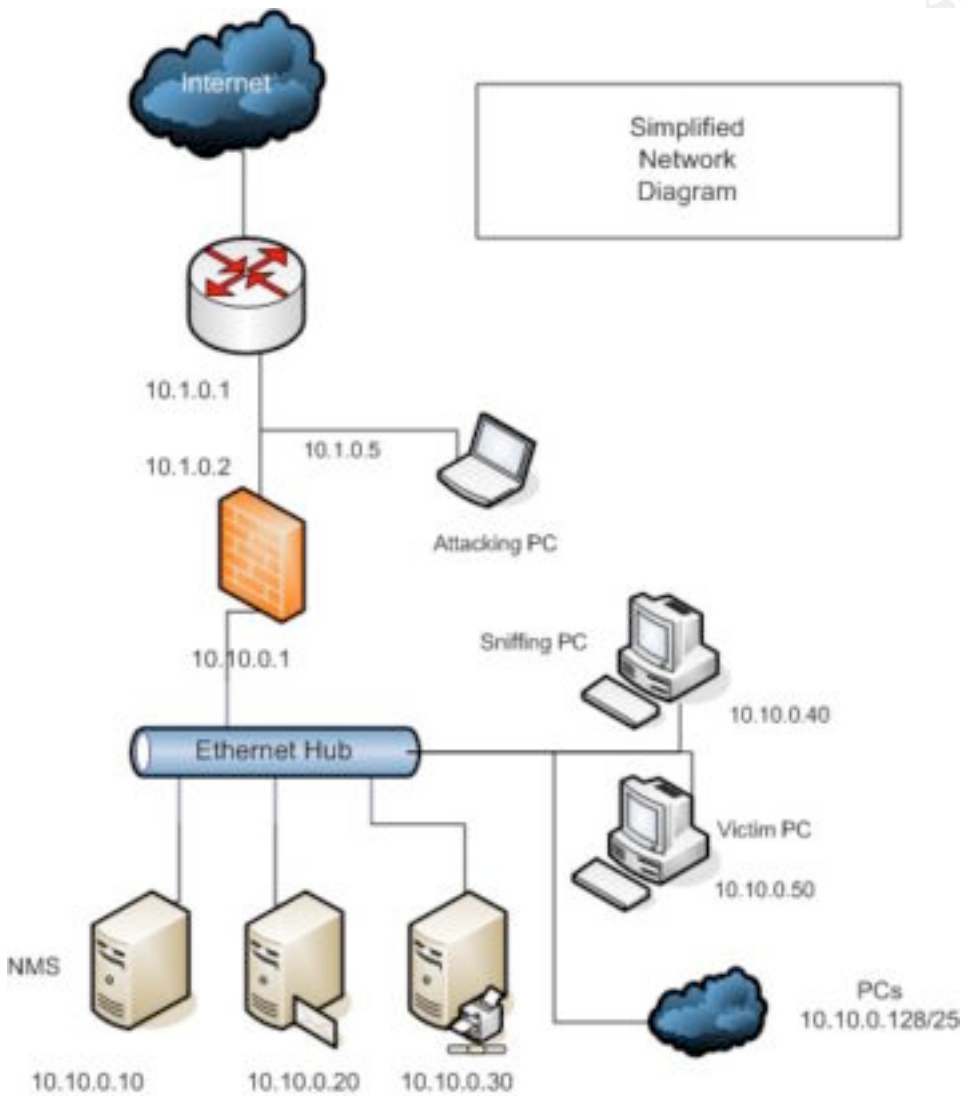 Internet
Simplified
Network
Diagram
10.1.0.1
10.1.0.5
10.1.0.2
Attacking PC
Sniffing PC
10.10.0.1
10.10.0.40
Ethernet Hub
Victim PC
10.10.0.50
NMS
PCs
10.10.0.128/25
10.10.0.10
10.10.0.20
10.10.0.30